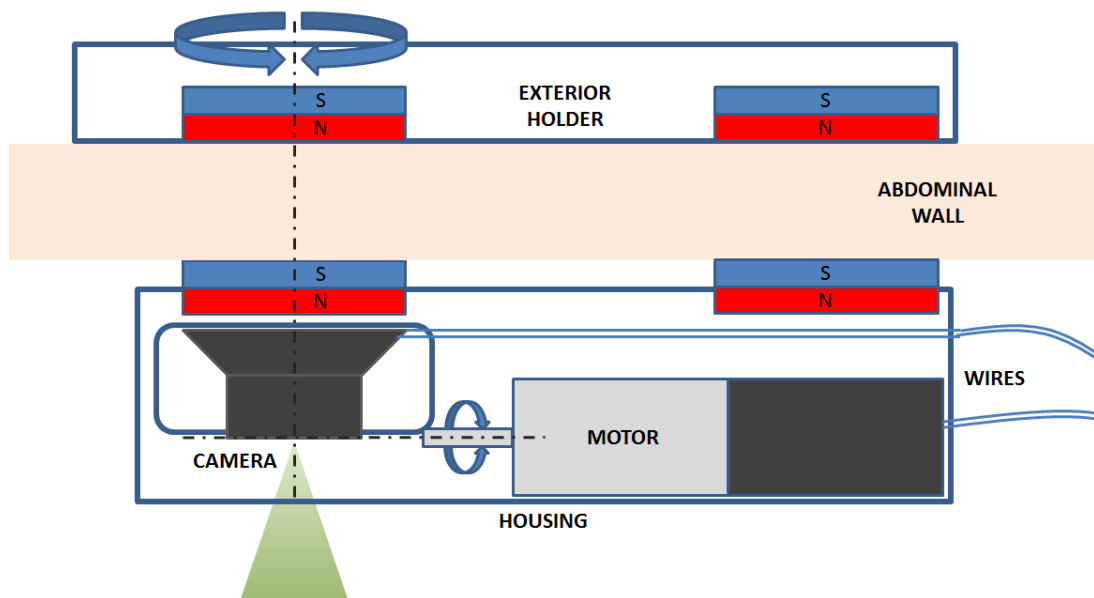 S
N
EXTERIOR
HOLDER
S
N
ABDOMINAL
WALL
S
N
S
N
WIRES
MOTOR
CAMERA
HOUSING